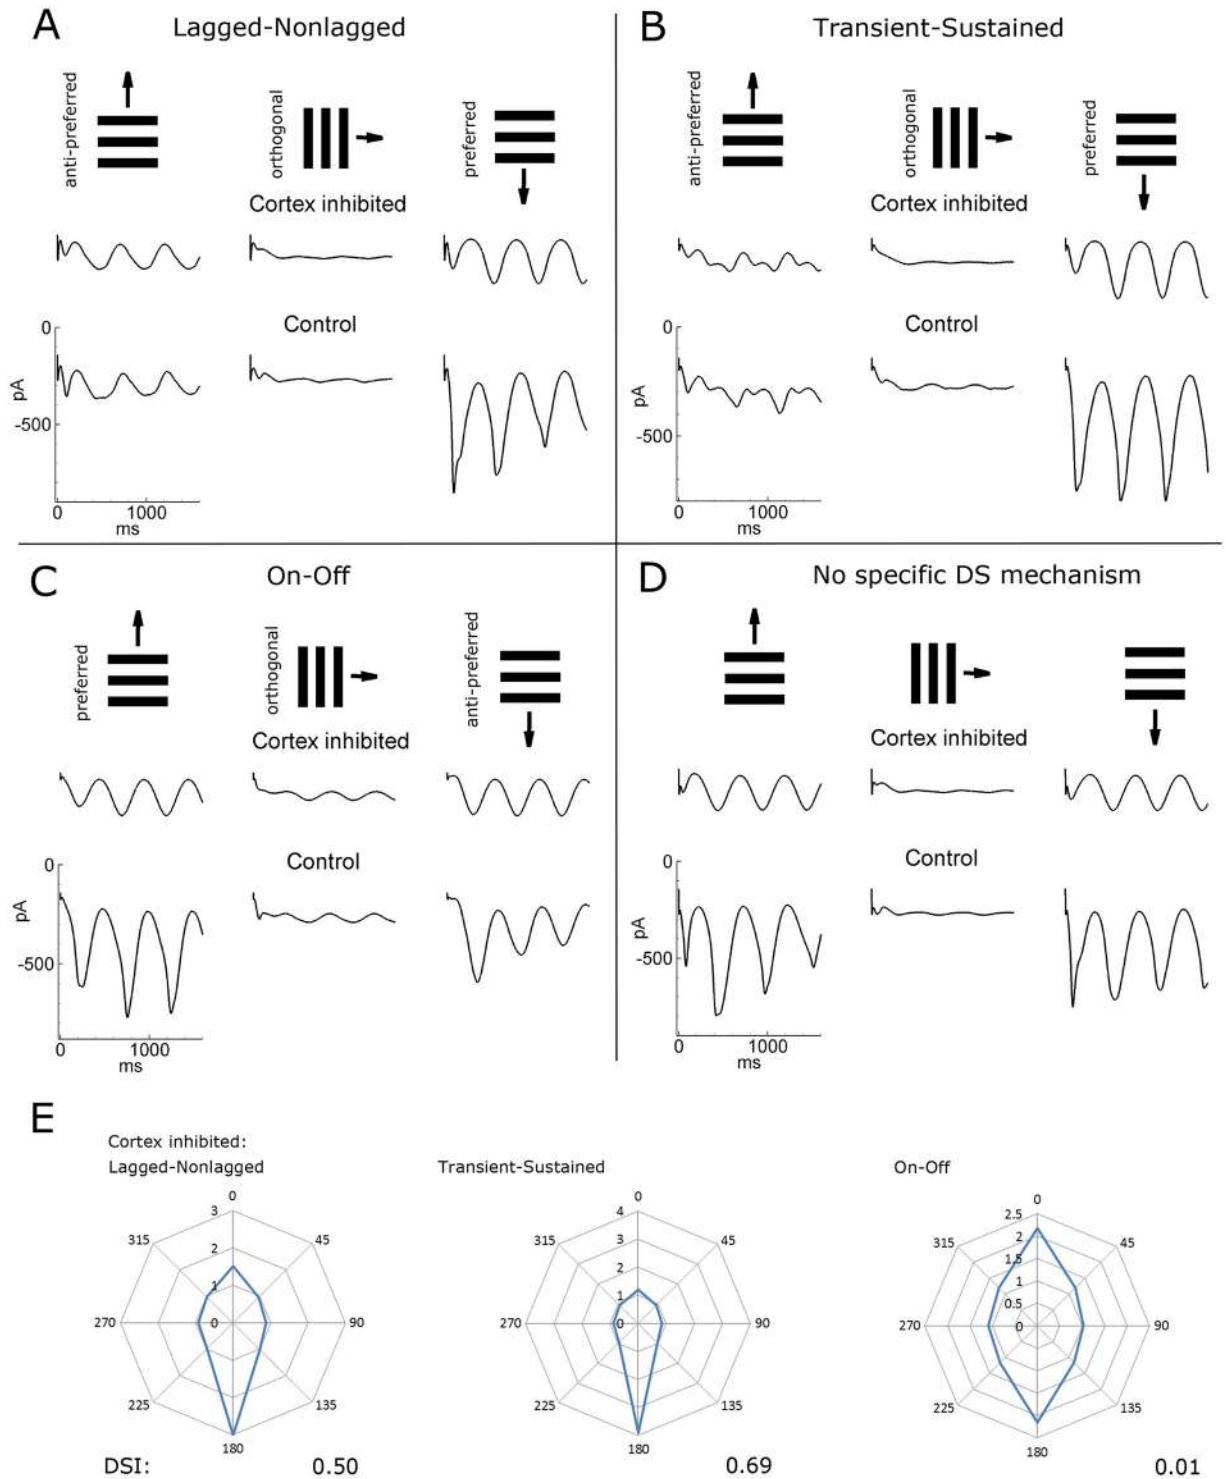 A
Lagged-Nonlagged
anti-preferred
orthogonal
preferred
Cortex inhibited
Control
0
-500
pA
0 1000
ms
B
Transient-Sustained
anti-preferred
orthogonal
preferred
Cortex inhibited
Control
0
-500
pA
0 1000
ms
C
On-Off
preferred
orthogonal
anti-preferred
Cortex inhibited
Control
0
-500
pA
0 1000
ms
D
No specific DS mechanism
Cortex inhibited
Control
0
-500
pA
0 1000
ms
E
Cortex inhibited:
Lagged-Nonlagged
0
45
90
135
180
225
270
315
3
2
1
0
Transient-Sustained
0
45
90
135
180
225
270
315
4
3
2
1
0
On-Off
0
45
90
135
180
225
270
315
2.5
2
1.5
1
0.5
0
DSI: 0.50 0.69 0.01